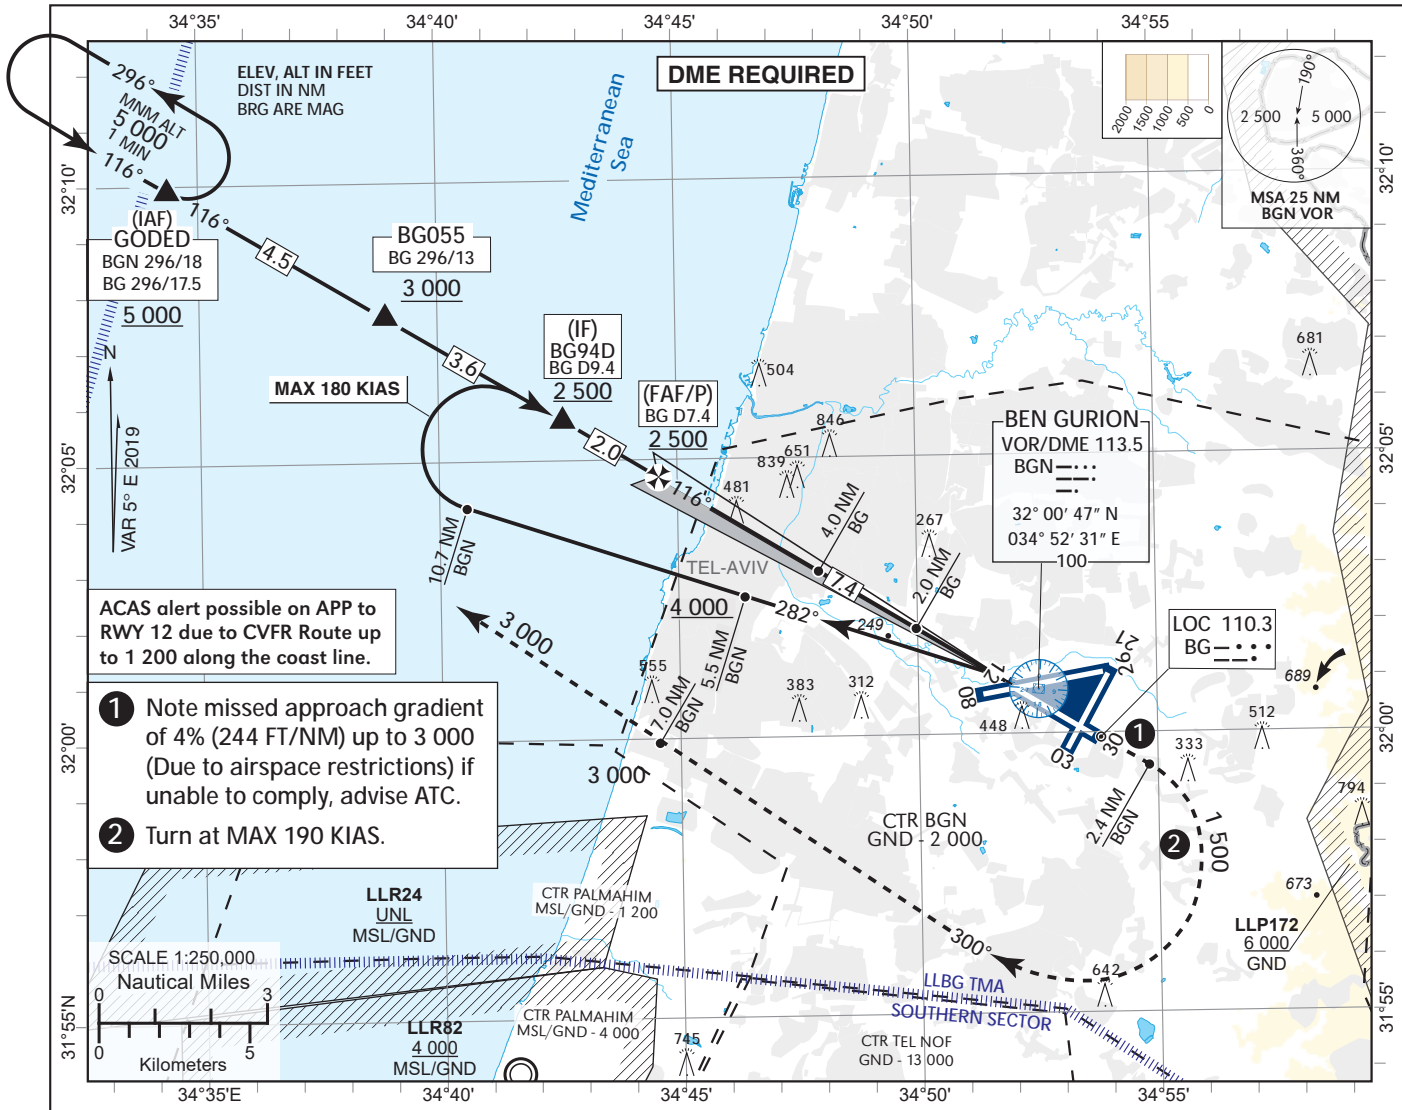 34°35'
34°40'
34°45'
34°50'
34°55'
296°
MNM ALT
5 000
1 MIN
116°
ELEV, ALT IN FEET
DIST IN NM
BRG ARE MAG
DME REQUIRED
Mediterranean
Sea
2000
1500
1000
500
0
190°
2 500
5 000
360°
MSA 25 NM
BGN VOR
32°10'
32°10'
(IAF)
GODED
BGN 296/18
BG 296/17.5
5 000
116°
4.5
BG055
BG 296/13
3 000
3.6
(IF)
BG94D
BG D9.4
2 500
2.0
(FAF/P)
BG D7.4
2 500
MAX 180 KIAS
N
VAR 5° E 2019
32°05'
32°05'
504
846
651
839
481
267
681
116°
4.0 NM
BG
7.4
2.0 NM
BG
BEN GURION
VOR/DME 113.5
BGN
32° 00' 47" N
034° 52' 31" E
100
10.7 NM
BGN
TEL-AVIV
4 000
282°
249
5.5 NM
BGN
3 000
ACAS alert possible on APP to
RWY 12 due to CVFR Route up
to 1 200 along the coast line.
LOC 110.3
BG
12
21
26
29
08
03
30
448
555
383
312
7.0 NM
BGN
3 000
689
512
333
794
673
1
Note missed approach gradient
of 4% (244 FT/NM) up to 3 000
(Due to airspace restrictions) if
unable to comply, advise ATC.
2
Turn at MAX 190 KIAS.
32°00'
32°00'
1
2.4 NM
BGN
2
1 500
CTR BGN
GND - 2 000
300°
LLP172
6 000
GND
642
LLR24
UNL
MSL/GND
CTR PALMAHIM
MSL/GND - 1 200
LLBG TMA
SOUTHERN SECTOR
SCALE 1:250,000
Nautical Miles
0
3
0
5
Kilometers
LLR82
4 000
MSL/GND
CTR PALMAHIM
MSL/GND - 4 000
745
CTR TEL NOF
GND - 13 000
31°55'N
31°55'
34°35'E
34°40'
34°45'
34°50'
34°55'